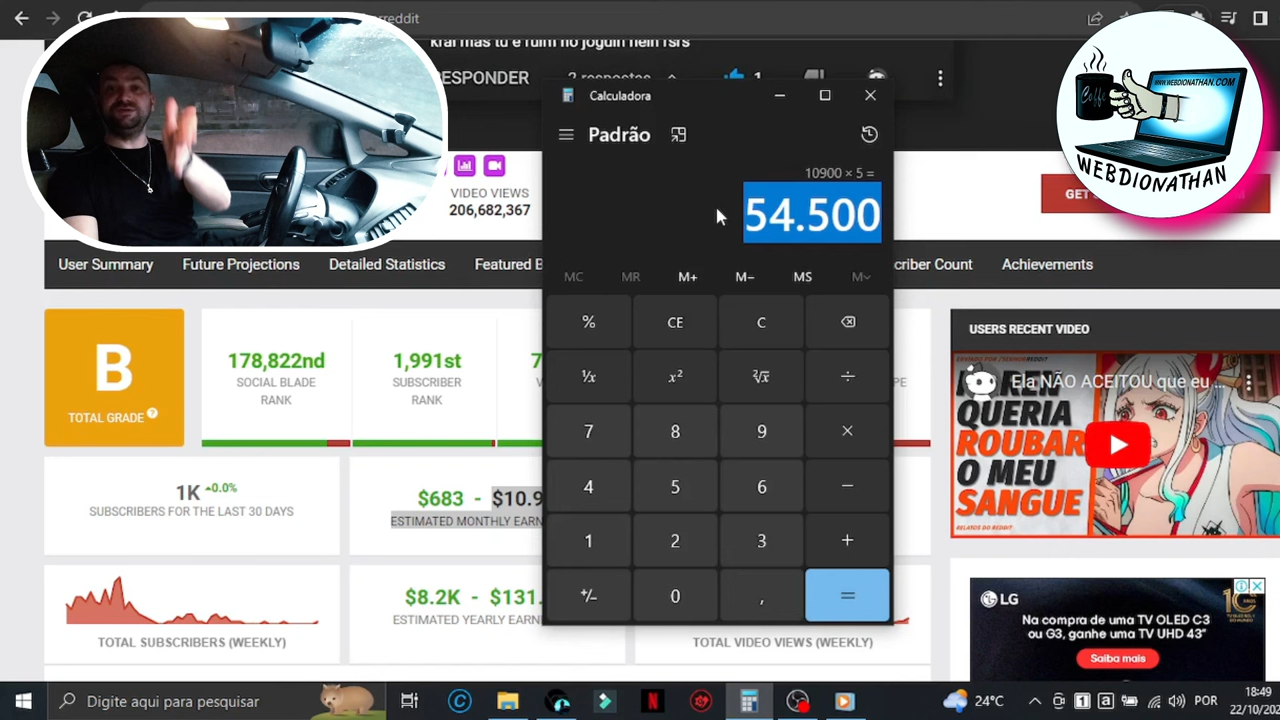 rreddit
krai mas tu é ruim no joguin hein rsrs
RESPONDER
2 respostas
1
Coffe
WWW.WEBDIONATHAN.COM
WEBDIONATHAN
VIDEO VIEWS
206,682,367
User Summary
Future Projections
Detailed Statistics
Featured B
criber Count
Achievements
B
TOTAL GRADE
178,822nd
SOCIAL BLADE
RANK
1,991st
SUBSCRIBER
RANK
1K +0.0%
SUBSCRIBERS FOR THE LAST 30 DAYS
$683 - $10.9
ESTIMATED MONTHLY EARN
TOTAL SUBSCRIBERS (WEEKLY)
$8.2K - $131.
ESTIMATED YEARLY EARN
TOTAL VIDEO VIEWS (WEEKLY)
Calculadora
Padrão
10900 × 5 =
54.500
MC MR M+ M− MS M
% CE C
¹/x x² ²√x ÷
7 8 9 ×
4 5 6 −
1 2 3 +
+/− 0 , =
USERS RECENT VIDEO
Ela NÃO ACEITOU que eu ...
KAREN
QUERIA
ROUBAR
O MEU
SANGUE
RELATOS DO REDDIT
LG
Na compra de uma TV OLED C3
ou G3, ganhe uma TV UHD 43"
Saiba mais
Digite aqui para pesquisar
24°C
POR
18:49
22/10/20